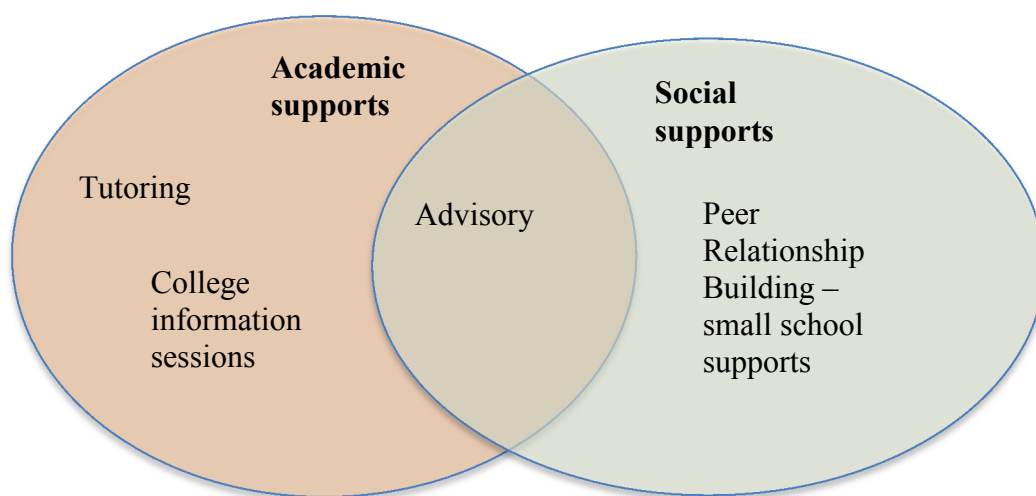 Academic
supports
Tutoring
College
information
sessions
Advisory
Social
supports
Peer
Relationship
Building –
small school
supports